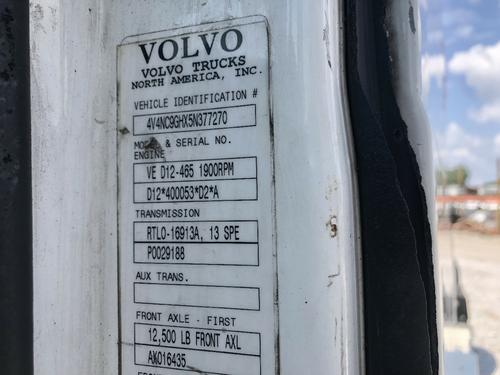 VOLVO
VOLVO TRUCKS
NORTH AMERICA, INC.
VEHICLE IDENTIFICATION #
4V4NC9GHX5N377270
MODEL & SERIAL NO.
ENGINE
VE D12-465 1900RPM
D12*400053*D2*A
TRANSMISSION
RTLO-16913A, 13 SPE
P0029188
AUX TRANS.
FRONT AXLE - FIRST
12,500 LB FRONT AXL
AX016435